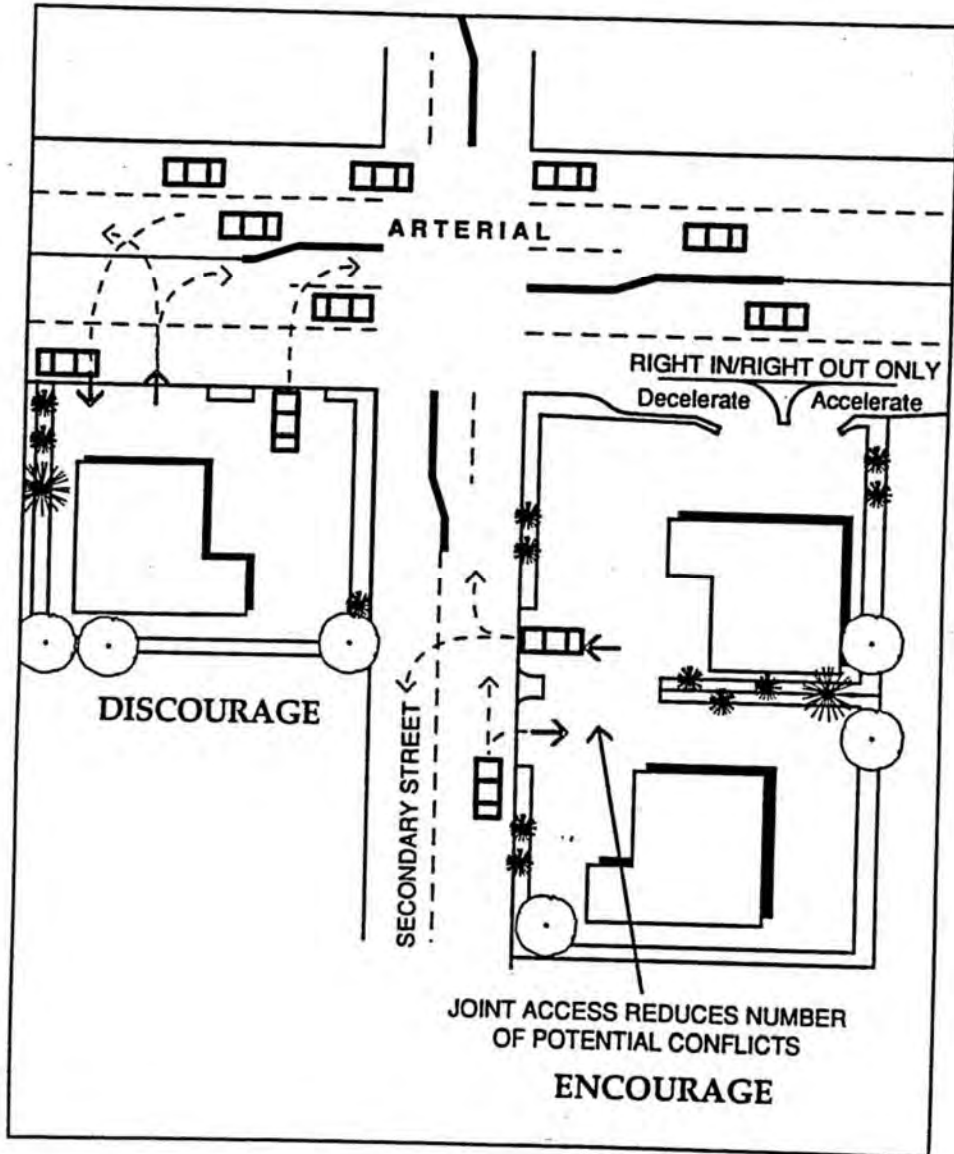 ARTERIAL
RIGHT IN/RIGHT OUT ONLY
Decelerate Accelerate
DISCOURAGE
SECONDARY STREET
JOINT ACCESS REDUCES NUMBER
OF POTENTIAL CONFLICTS
ENCOURAGE